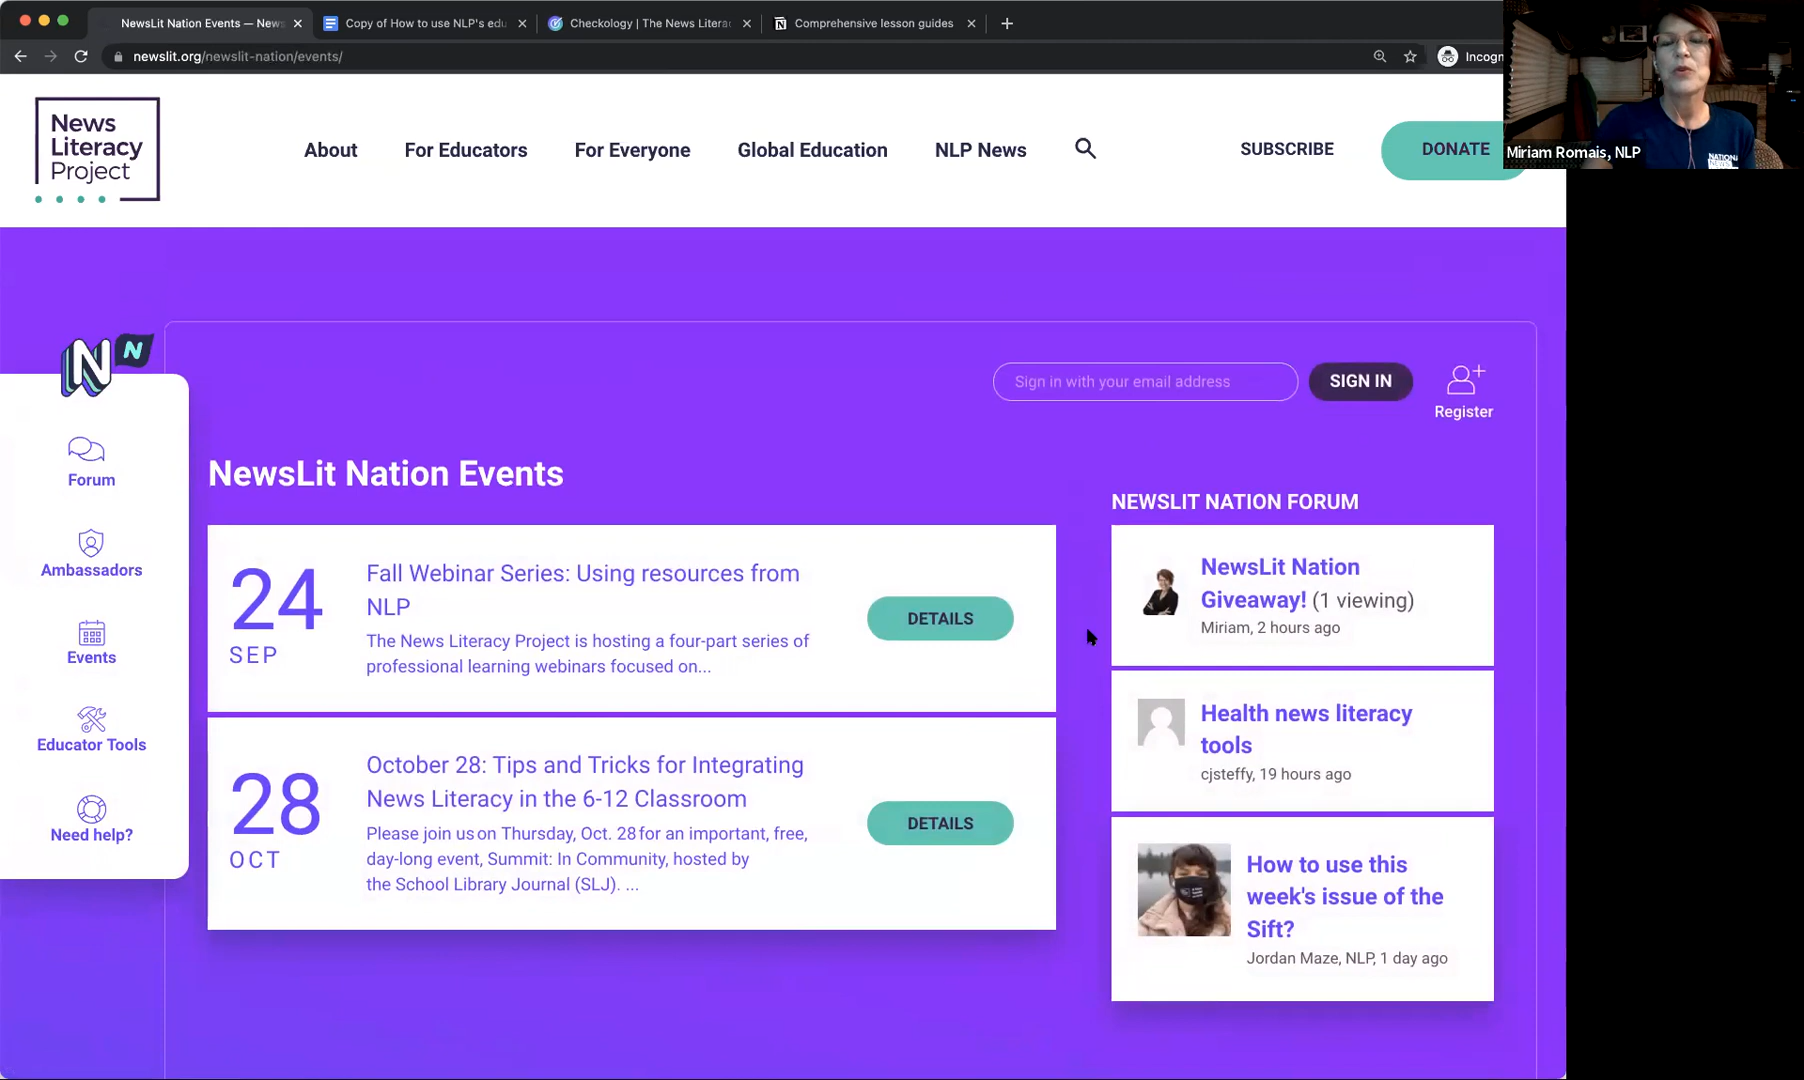 NewsLit Nation Events — News
Copy of How to use NLP's edu
Checkology | The News Litera
Comprehensive lesson guides
newslit.org/newslit-nation/events/
Incogn
Miriam Romais, NLP
News
Literacy
Project
About
For Educators
For Everyone
Global Education
NLP News
SUBSCRIBE
DONATE
Sign in with your email address
SIGN IN
Register
Forum
Ambassadors
Events
Educator Tools
Need help?
NewsLit Nation Events
24
SEP
Fall Webinar Series: Using resources from
NLP
The News Literacy Project is hosting a four-part series of
professional learning webinars focused on...
DETAILS
28
OCT
October 28: Tips and Tricks for Integrating
News Literacy in the 6-12 Classroom
Please join us on Thursday, Oct. 28 for an important, free,
day-long event, Summit: In Community, hosted by
the School Library Journal (SLJ). ...
DETAILS
NEWSLIT NATION FORUM
NewsLit Nation
Giveaway! (1 viewing)
Miriam, 2 hours ago
Health news literacy
tools
cjsteffy, 19 hours ago
How to use this
week's issue of the
Sift?
Jordan Maze, NLP, 1 day ago